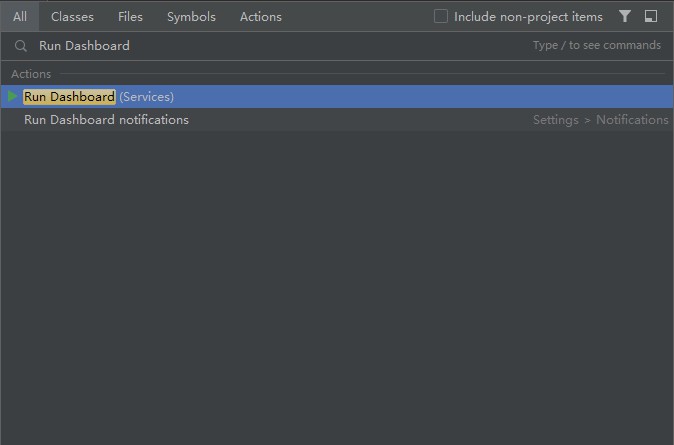 All Classes Files Symbols Actions Include non-project items
Run Dashboard Type / to see commands
Actions
Run Dashboard (Services)
Run Dashboard notifications Settings > Notifications